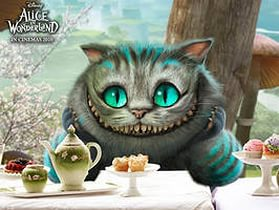 Disney
ALICE
IN
WONDERLAND
IN CINEMAS 2010